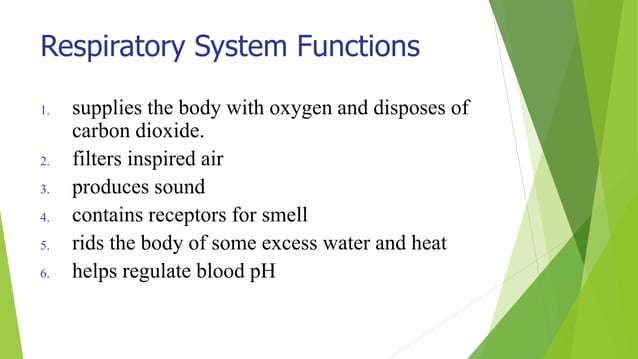 Respiratory System Functions
1. supplies the body with oxygen and disposes of
carbon dioxide.
2. filters inspired air
3. produces sound
4. contains receptors for smell
5. rids the body of some excess water and heat
6. helps regulate blood pH